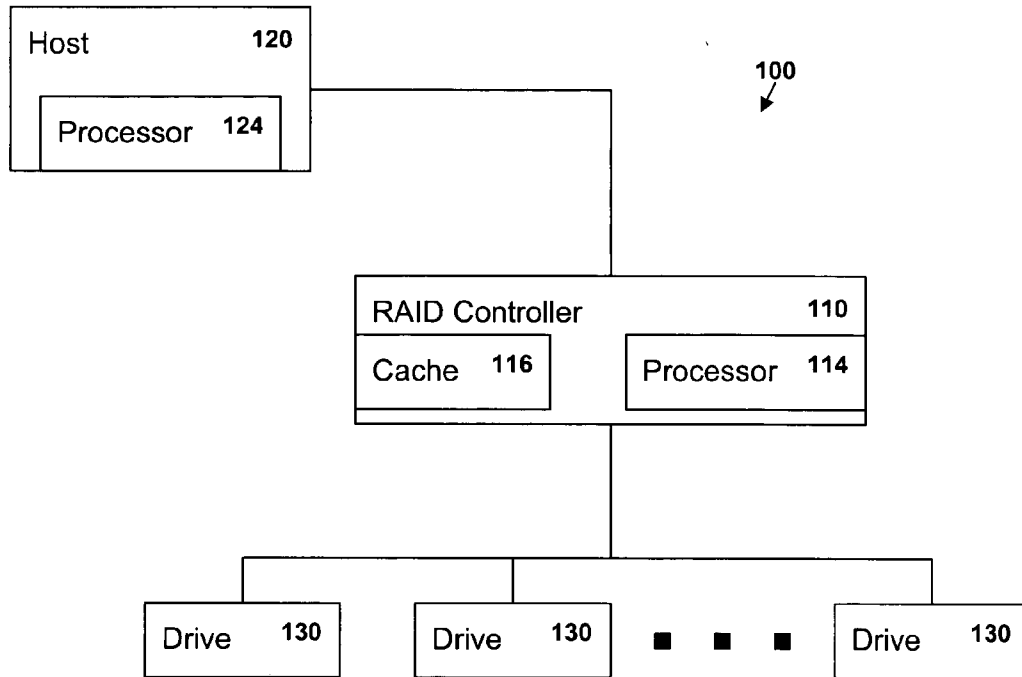 Host 120
100
Processor 124
RAID Controller 110
Cache 116 Processor 114
Drive 130 Drive 130 Drive 130